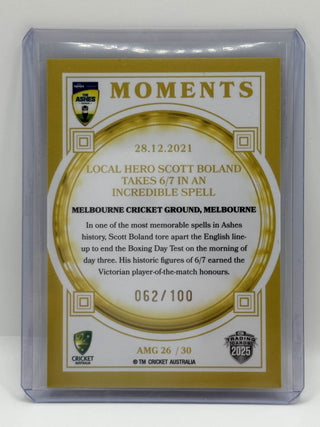 THE
ASHES
MOMENTS
28.12.2021
LOCAL HERO SCOTT BOLAND
TAKES 6/7 IN AN
INCREDIBLE SPELL
MELBOURNE CRICKET GROUND, MELBOURNE
In one of the most memorable spells in Ashes
history, Scott Boland tore apart the English line-
up to end the Boxing Day Test on the morning of
day three. His historic figures of 6/7 earned the
Victorian player-of-the-match honours.
062/100
CRICKET
AUSTRALIA
AMG 26 / 30
TRADING
CARDS
2025
© TM CRICKET AUSTRALIA